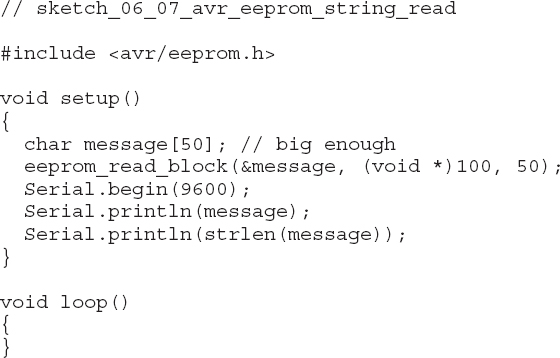 // sketch_06_07_avr_eeprom_string_read

#include <avr/eeprom.h>

void setup()
{
  char message[50]; // big enough
  eeprom_read_block(&message, (void *)100, 50);
  Serial.begin(9600);
  Serial.println(message);
  Serial.println(strlen(message));
}

void loop()
{
}